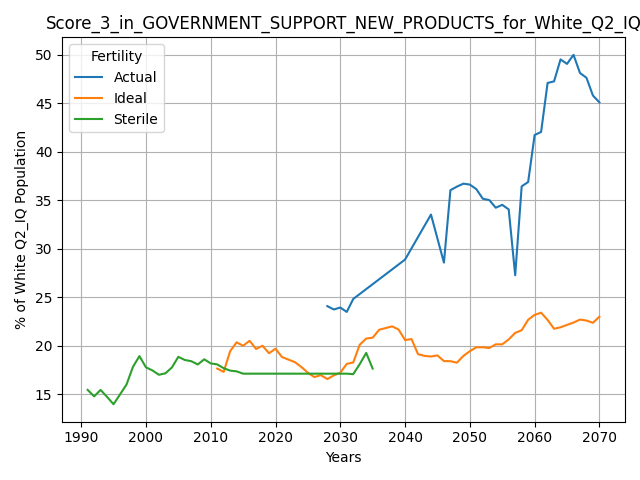 Score_3_in_GOVERNMENT_SUPPORT_NEW_PRODUCTS_for_White_Q2_IQ
Fertility
Actual
Ideal
Sterile
% of White Q2_IQ Population
50
45
40
35
30
25
20
15
1990 2000 2010 2020 2030 2040 2050 2060 2070
Years